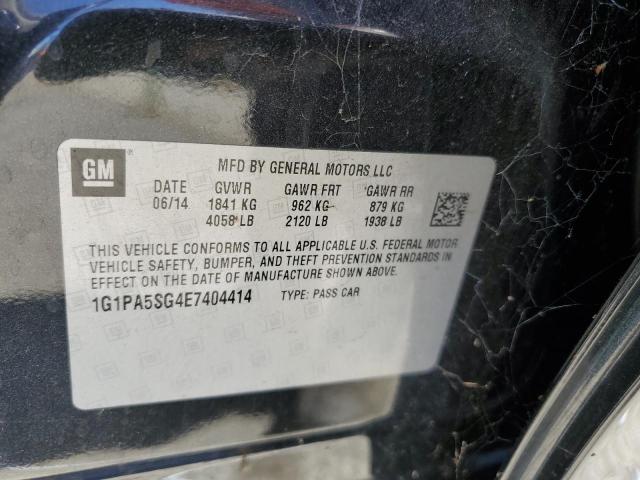 GM
MFD BY GENERAL MOTORS LLC
DATE GVWR GAWR FRT GAWR RR
06/14 1841 KG 962 KG 879 KG
4058 LB 2120 LB 1938 LB
THIS VEHICLE CONFORMS TO ALL APPLICABLE U.S. FEDERAL MOTOR
VEHICLE SAFETY, BUMPER, AND THEFT PREVENTION STANDARDS IN
EFFECT ON THE DATE OF MANUFACTURE SHOWN ABOVE.
1G1PA5SG4E7404414 TYPE: PASS CAR